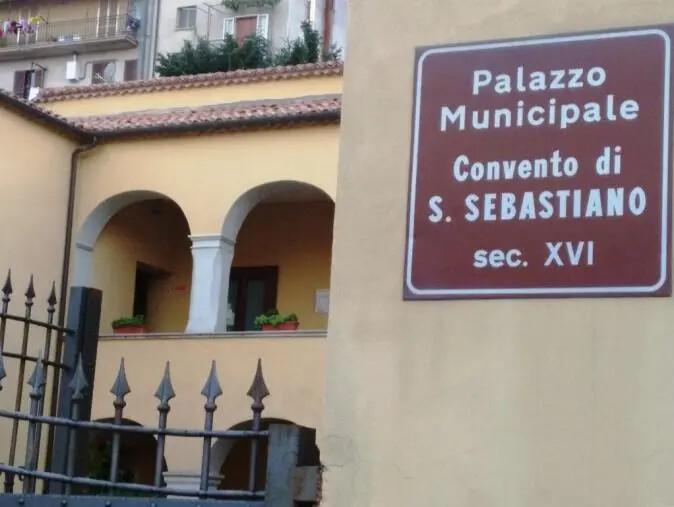 Palazzo
Municipale
Convento di
S. SEBASTIANO
sec. XVI